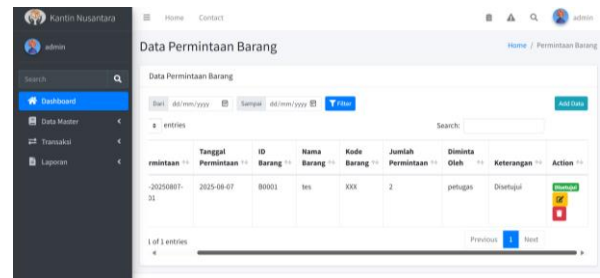 Kantin Nusantara
Home Contact
admin
admin
Data Permintaan Barang
Home / Permintaan Barang
Search
Data Permintaan Barang
Dashboard
Dari dd/mm/yyyy Sampai dd/mm/yyyy Filter
Add Data
Data Master
entries
Search:
Transaksi
Laporan
rmintaan
Tanggal Permintaan
ID Barang
Nama Barang
Kode Barang
Jumlah Permintaan
Diminta Oleh
Keterangan
Action
-20250807-
01
2025-08-07
B0001
tes
XXX
2
petugas
Disetujui
Disetujui
1 of 1 entries
Previous 1 Next